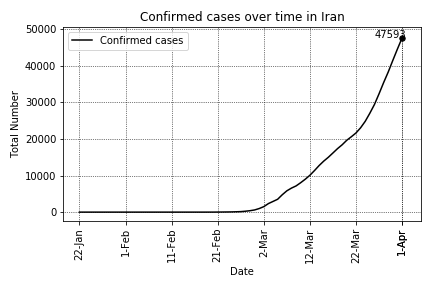 Confirmed cases over time in Iran
50000
40000
30000
20000
10000
0
Total Number
Confirmed cases
47593
22-Jan
1-Feb
11-Feb
21-Feb
2-Mar
12-Mar
22-Mar
1-Apr
Date